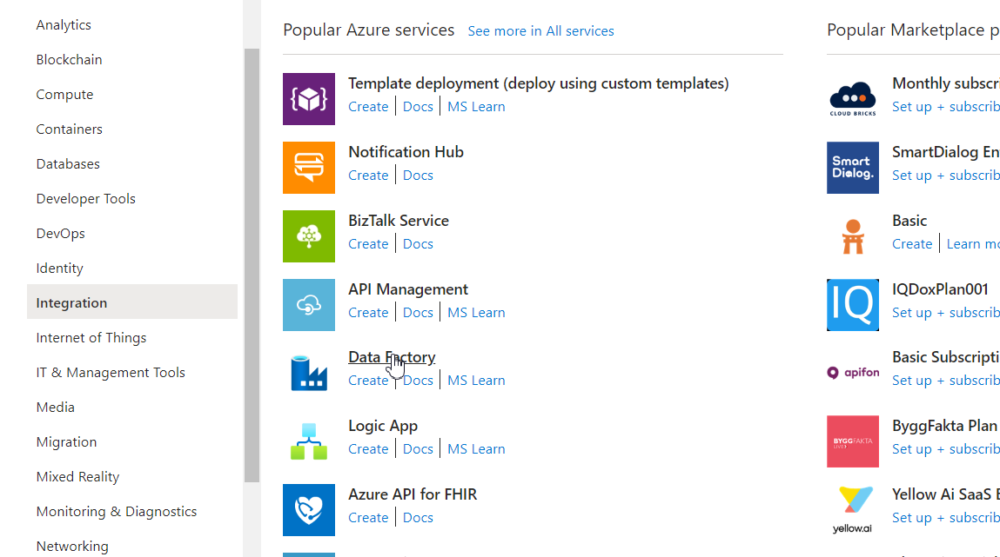 Analytics
Blockchain
Compute
Containers
Databases
Developer Tools
DevOps
Identity
Integration
Internet of Things
IT & Management Tools
Media
Migration
Mixed Reality
Monitoring & Diagnostics
Networking
Popular Azure services See more in All services
Template deployment (deploy using custom templates)
Create | Docs | MS Learn
Notification Hub
Create | Docs
BizTalk Service
Create | Docs
API Management
Create | Docs | MS Learn
Data Factory
Create | Docs | MS Learn
Logic App
Create | Docs | MS Learn
Azure API for FHIR
Create | Docs
Popular Marketplace p
CLOUD BRICKS
Monthly subscri
Set up + subscrib
Smart
Dialog.
SmartDialog En
Set up + subscrib
Basic
Create | Learn mo
IQ
IQDoxPlan001
Set up + subscrib
apifon
Basic Subscripti
Set up + subscrib
BYGGFAKTA
LIVE
ByggFakta Plan
Set up + subscrib
yellow.ai
Yellow Ai SaaS
Set up + subscrib